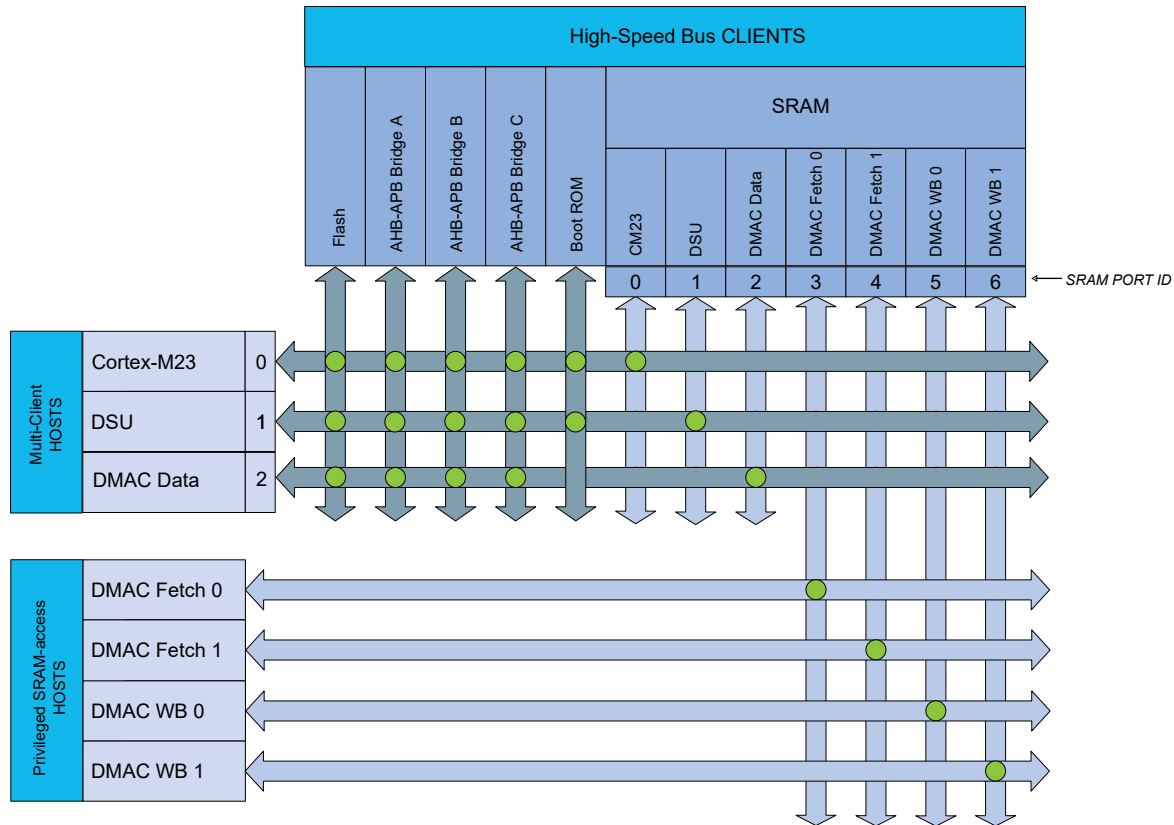 High-Speed Bus CLIENTS
Flash
AHB-APB Bridge A
AHB-APB Bridge B
AHB-APB Bridge C
Boot ROM
SRAM
CM23
DSU
DMAC Data
DMAC Fetch 0
DMAC Fetch 1
DMAC WB 0
DMAC WB 1
0 1 2 3 4 5 6
SRAM PORT ID
Multi-Client
HOSTS
Cortex-M23 0
DSU 1
DMAC Data 2
Privileged SRAM-access
HOSTS
DMAC Fetch 0
DMAC Fetch 1
DMAC WB 0
DMAC WB 1